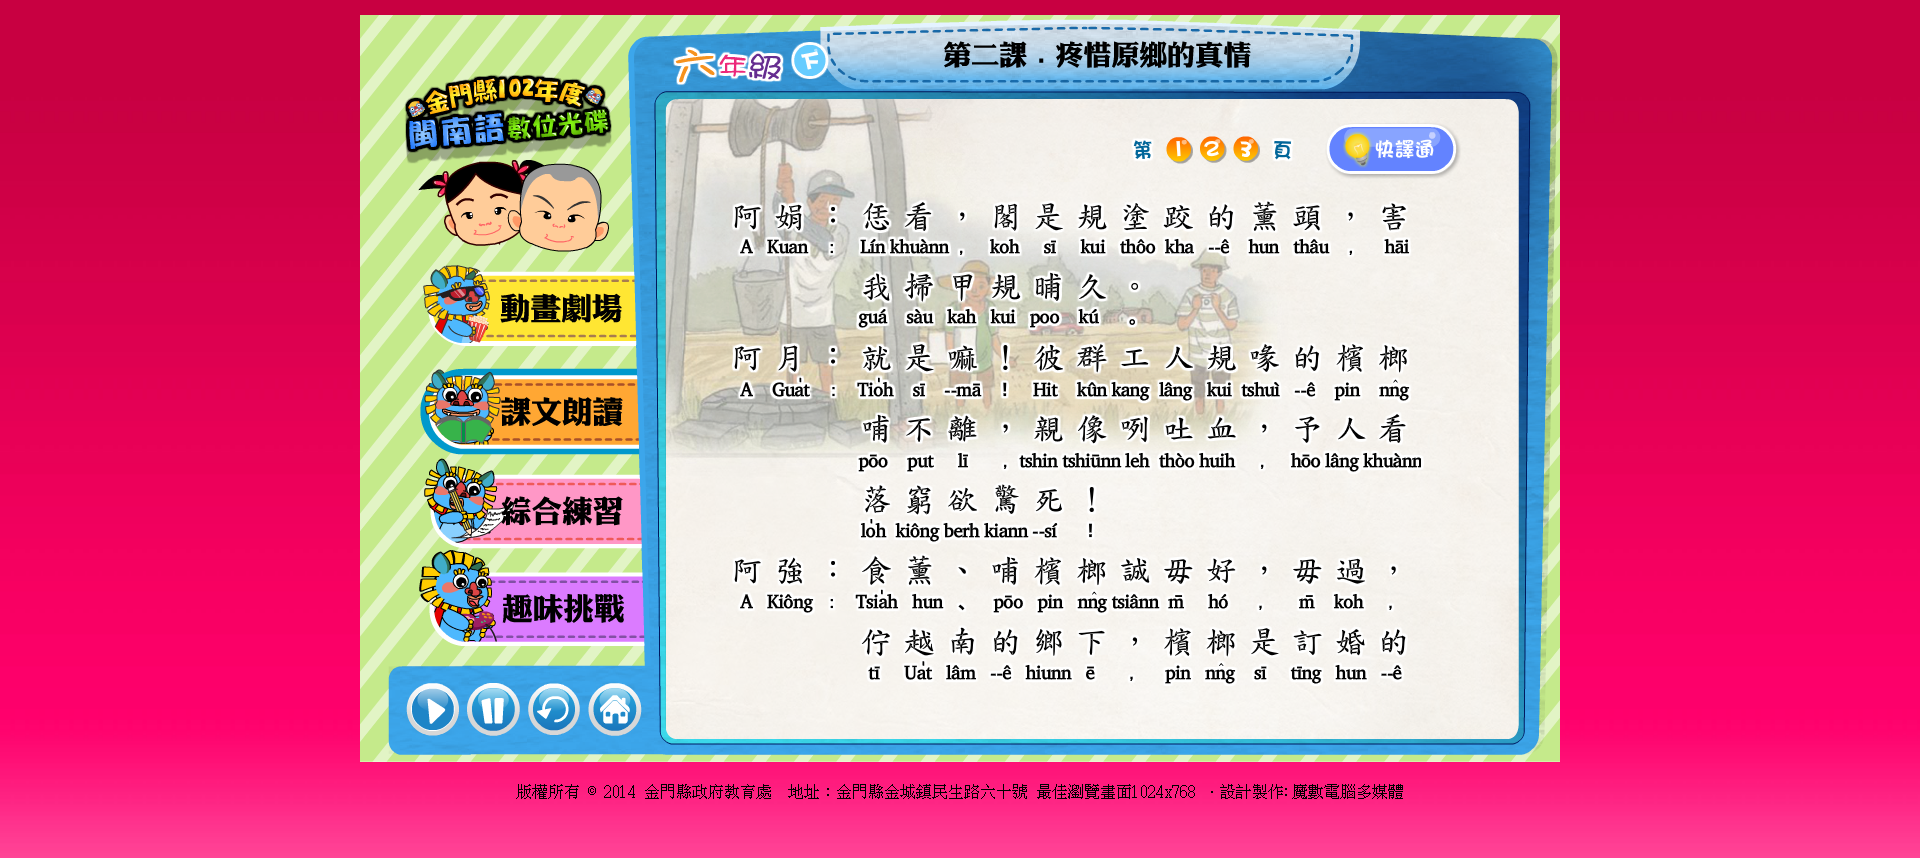 六年級 下
第二課．疼惜原鄉的真情
金門縣102年度
閩南語數位光碟
第 1 2 3 頁
快譯通
動畫劇場
課文朗讀
綜合練習
趣味挑戰
阿娟：恁看，閣是規塗跤的薰頭，害
A Kuan : Lín khuànn , koh sī kui thôo kha --ê hun thâu , hāi
我掃甲規晡久。
guá sàu kah kui poo kú 。
阿月：就是嘛！彼群工人規喙的檳榔
A Gua̍t : Tio̍h sī --mā ! Hit kûn kang lâng kui tshuì --ê pin nn̂g
哺不離，親像咧吐血，予人看
pōo put lī , tshin tshiūnn leh thòo huih , hōo lâng khuànn
落窮欲驚死！
lo̍h kiông berh kiann --sí !
阿強：食薰、哺檳榔誠毋好，毋過，
A Kiông : Tsia̍h hun 、 pōo pin nn̂g tsiânn m̄ hó , m̄ koh ,
佇越南的鄉下，檳榔是訂婚的
tī Ua̍t lâm --ê hiunn ē , pin nn̂g sī tīng hun --ê
版權所有 © 2014 金門縣政府教育處 地址：金門縣金城鎮民生路六十號 最佳瀏覽畫面1024x768 ．設計製作:魔數電腦多媒體